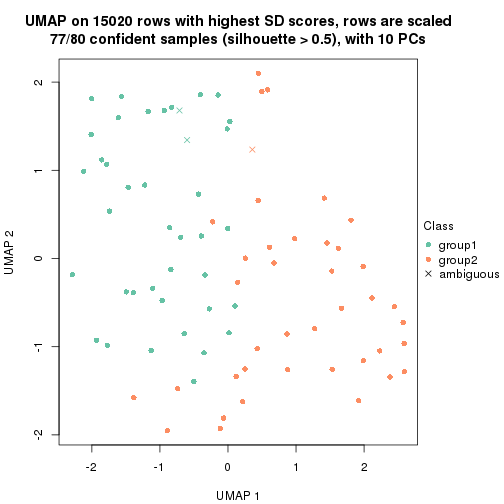 UMAP on 15020 rows with highest SD scores, rows are scaled
77/80 confident samples (silhouette > 0.5), with 10 PCs
2
1
0
-1
-2
UMAP 2
-2
-1
0
1
2
UMAP 1
Class
group1
group2
ambiguous